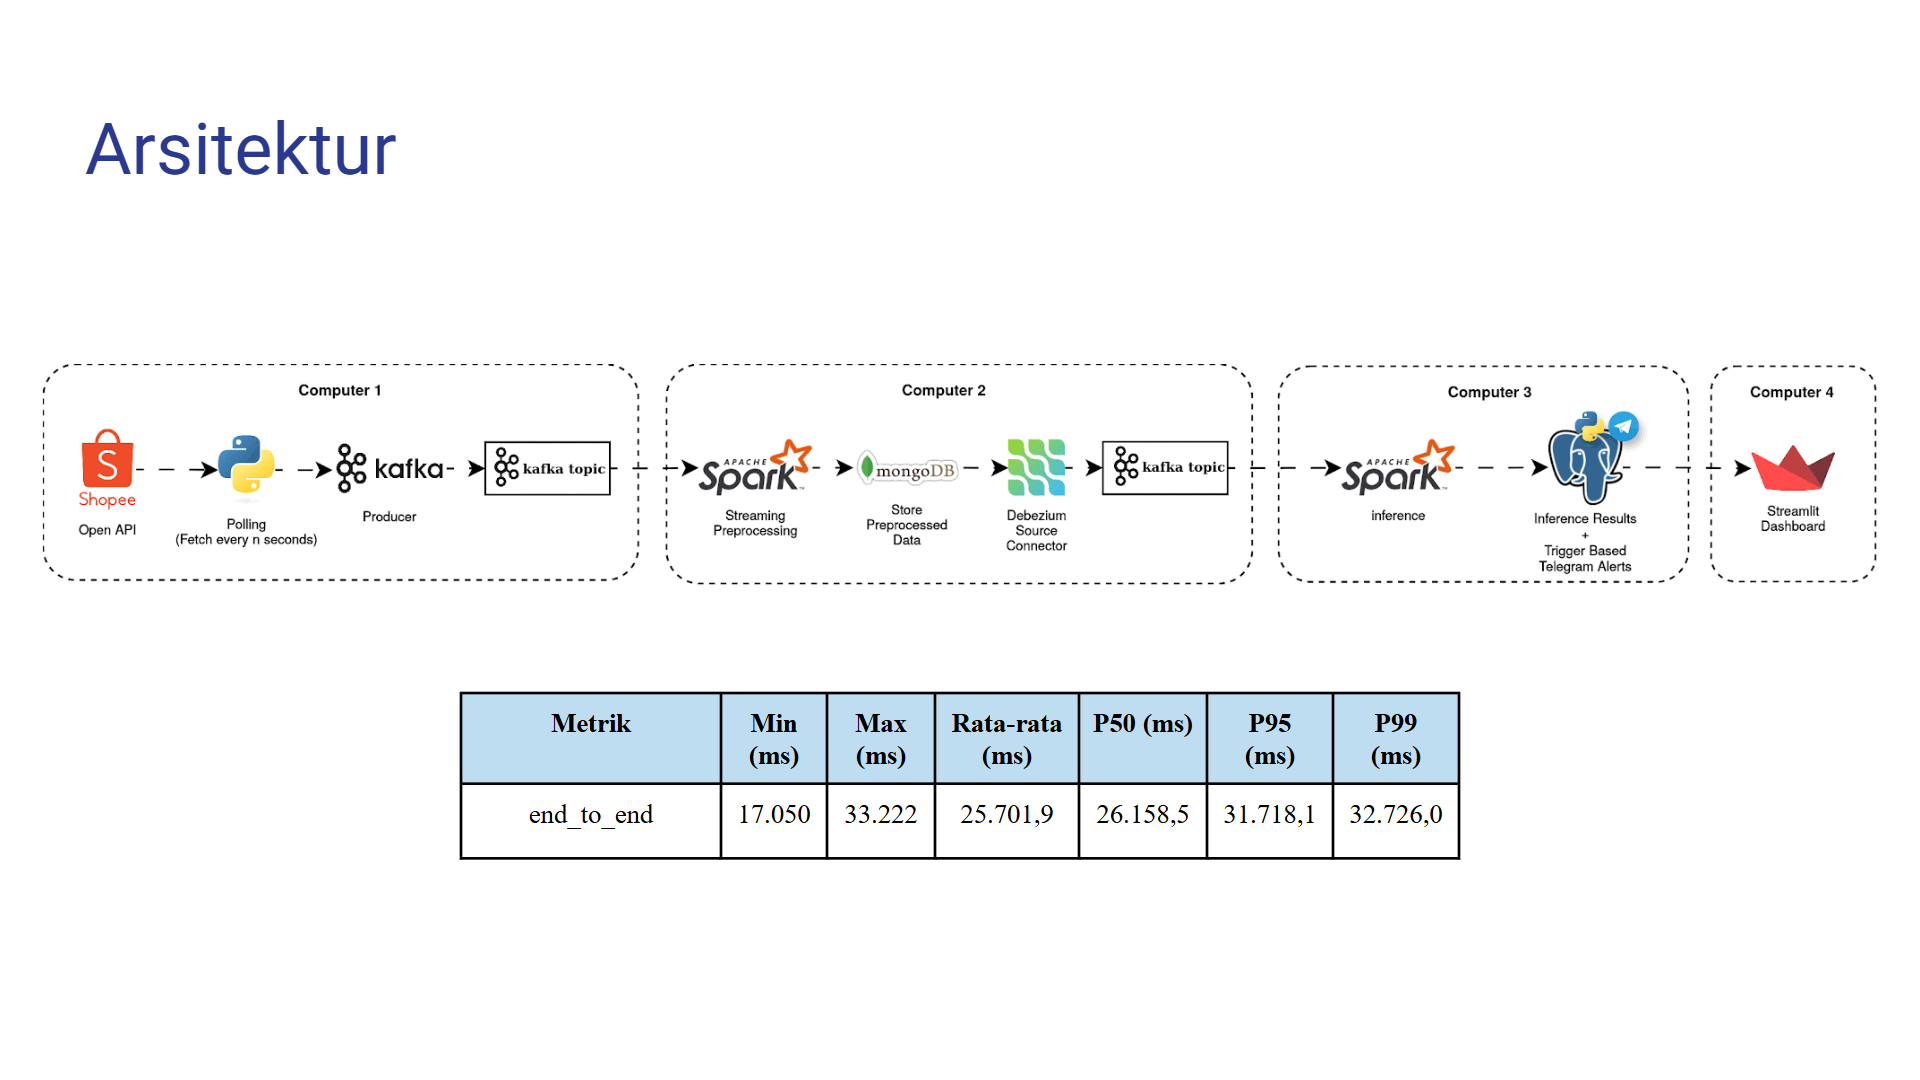 Arsitektur
Computer 1
S
Shopee
Open API
Polling
(Fetch every n seconds)
kafka
Producer
kafka topic
Computer 2
APACHE
Spark
Streaming
Preprocessing
mongoDB
Store
Preprocessed
Data
Debezium
Source
Connector
kafka topic
Computer 3
APACHE
Spark
inference
Inference Results
+
Trigger Based
Telegram Alerts
Computer 4
Streamlit
Dashboard
Metrik Min (ms) Max (ms) Rata-rata (ms) P50 (ms) P95 (ms) P99 (ms)
end_to_end 17.050 33.222 25.701,9 26.158,5 31.718,1 32.726,0